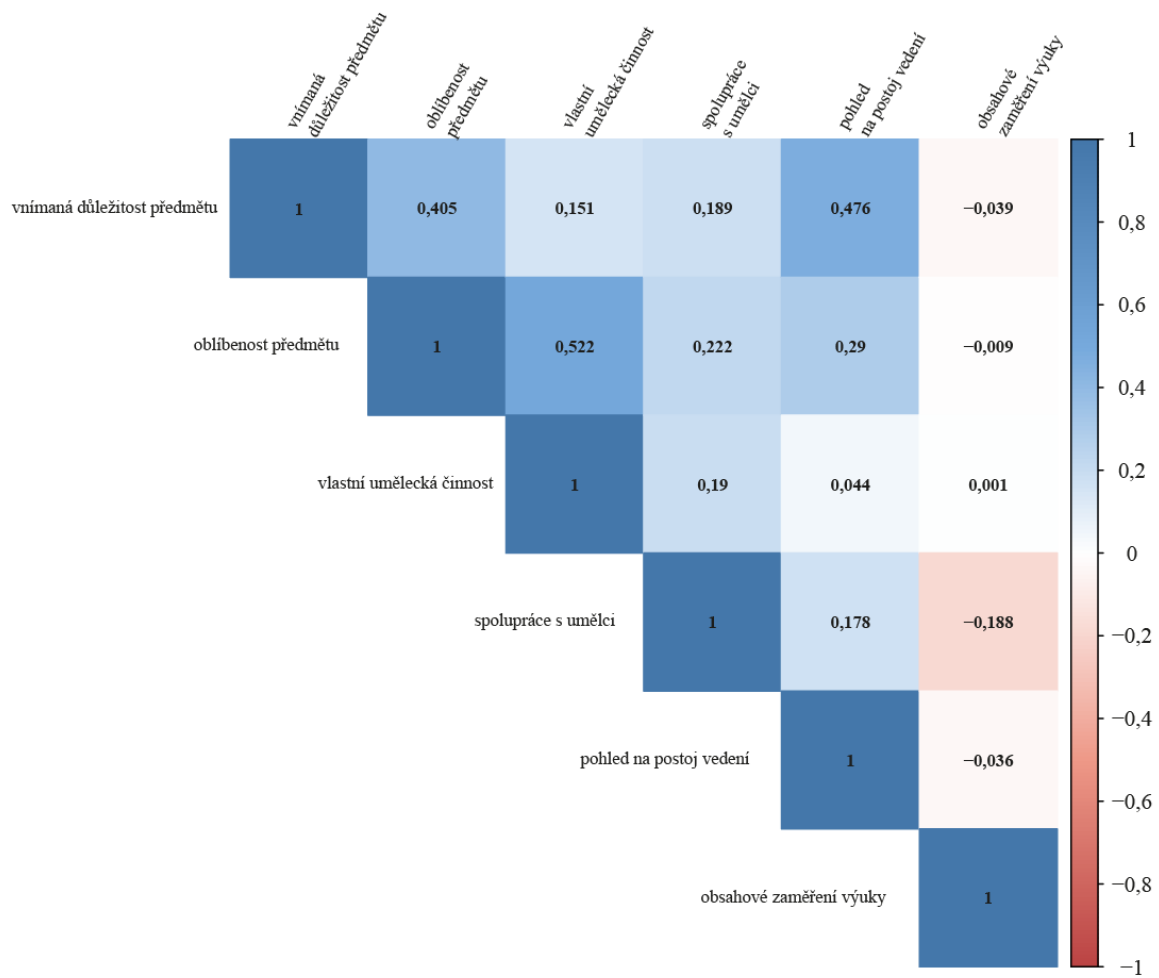 vnímaná
důležitost předmětu
oblíbenost
předmětu
vlastní
umělecká činnost
spolupráce
s umělci
pohled
na postoj vedení
obsahové
zaměření výuky
vnímaná důležitost předmětu 1 0,405 0,151 0,189 0,476 −0,039
oblíbenost předmětu 1 0,522 0,222 0,29 −0,009
vlastní umělecká činnost 1 0,19 0,044 0,001
spolupráce s umělci 1 0,178 −0,188
pohled na postoj vedení 1 −0,036
obsahové zaměření výuky 1
1
0,8
0,6
0,4
0,2
0
−0,2
−0,4
−0,6
−0,8
−1